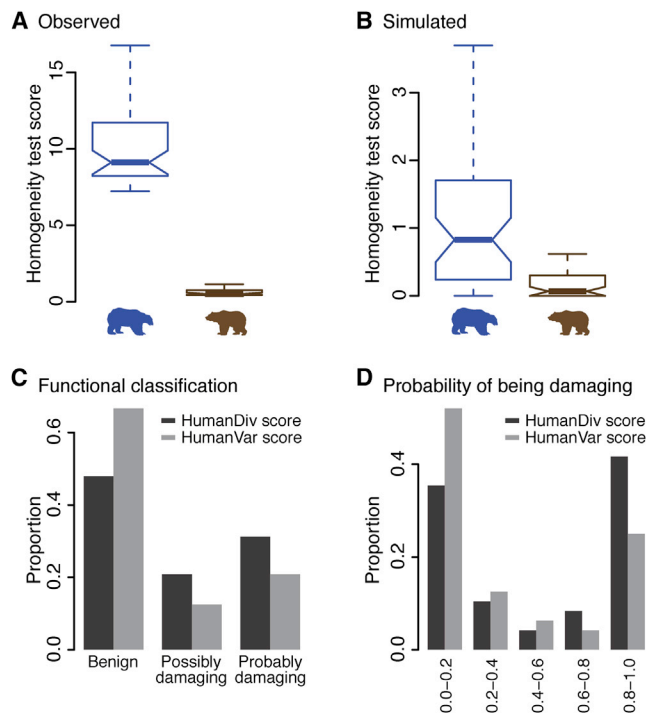 A Observed
Homogeneity test score
15
10
5
0
B Simulated
Homogeneity test score
3
2
1
0
C Functional classification
HumanDiv score
HumanVar score
Proportion
0.6
0.4
0.2
0.0
Benign
Possibly
damaging
Probably
damaging
D Probability of being damaging
HumanDiv score
HumanVar score
Proportion
0.4
0.2
0.0
0.0–0.2
0.2–0.4
0.4–0.6
0.6–0.8
0.8–1.0